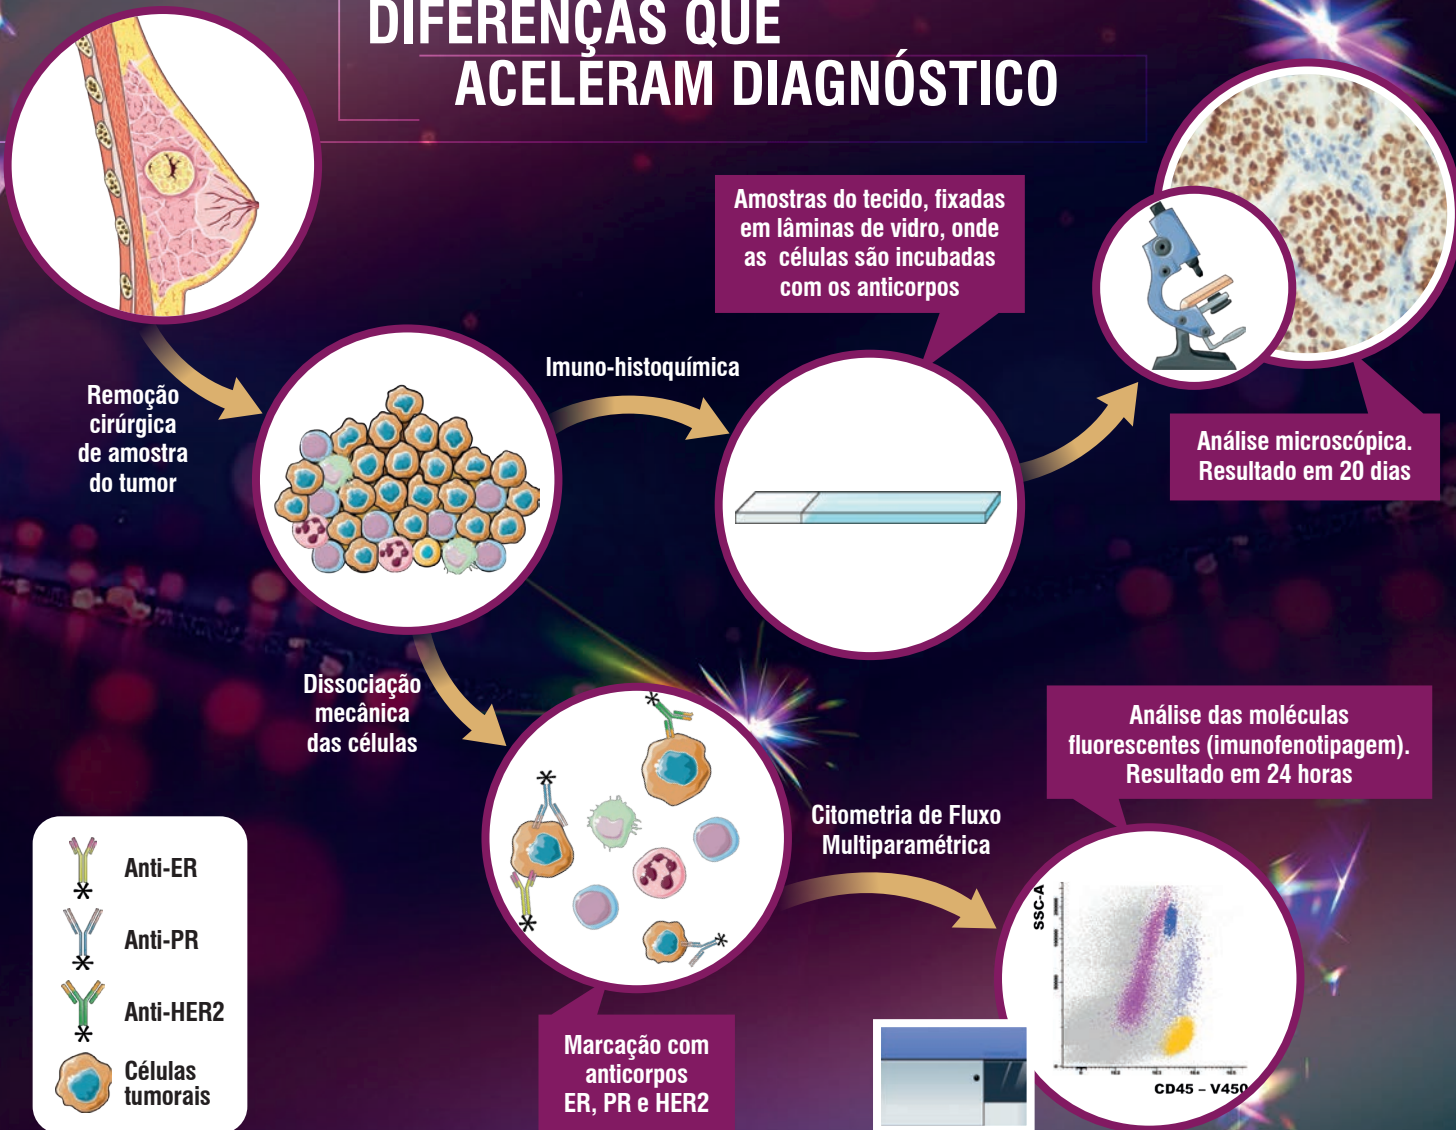 DIFERENÇAS QUE
ACELERAM DIAGNÓSTICO
Amostras do tecido, fixadas
em lâminas de vidro, onde
as células são incubadas
com os anticorpos
Remoção
cirúrgica
de amostra
do tumor
Imuno-histoquímica
Análise microscópica.
Resultado em 20 dias
Dissociação
mecânica
das células
Análise das moléculas
fluorescentes (imunofenotipagem).
Resultado em 24 horas
Citometria de Fluxo
Multiparamétrica
Anti-ER
Anti-PR
Anti-HER2
Células
tumorais
Marcação com
anticorpos
ER, PR e HER2
SSC-A
CD45 – V450